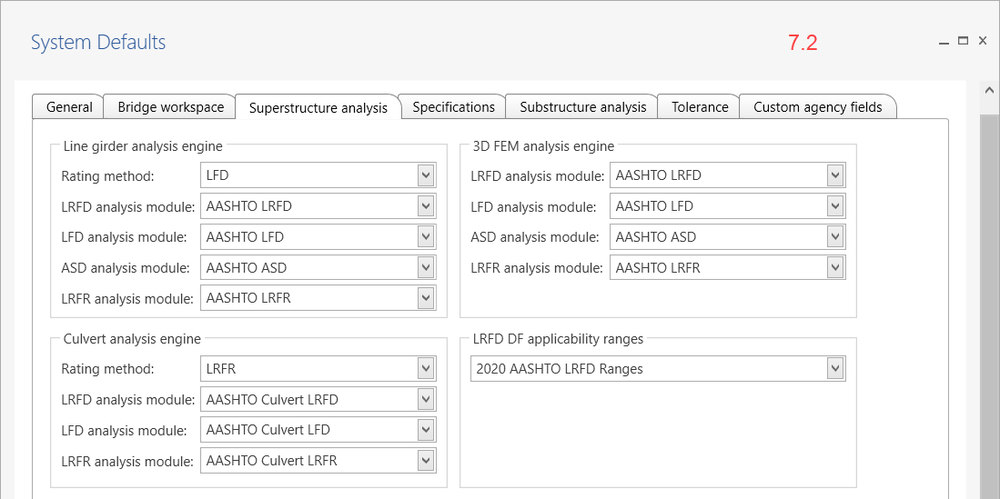 System Defaults
7.2
General Bridge workspace Superstructure analysis Specifications Substructure analysis Tolerance Custom agency fields
Line girder analysis engine
Rating method: LFD
LRFD analysis module: AASHTO LRFD
LFD analysis module: AASHTO LFD
ASD analysis module: AASHTO ASD
LRFR analysis module: AASHTO LRFR
3D FEM analysis engine
LRFD analysis module: AASHTO LRFD
LFD analysis module: AASHTO LFD
ASD analysis module: AASHTO ASD
LRFR analysis module: AASHTO LRFR
Culvert analysis engine
Rating method: LRFR
LRFD analysis module: AASHTO Culvert LRFD
LFD analysis module: AASHTO Culvert LFD
LRFR analysis module: AASHTO Culvert LRFR
LRFD DF applicability ranges
2020 AASHTO LRFD Ranges